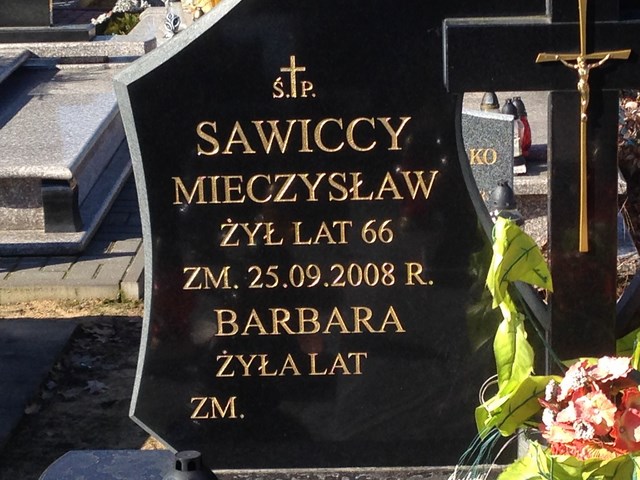 Ś.P.
SAWICCY
MIECZYSŁAW
ŻYŁ LAT 66
ZM. 25.09.2008 R.
BARBARA
ŻYŁA LAT
ZM.
KO